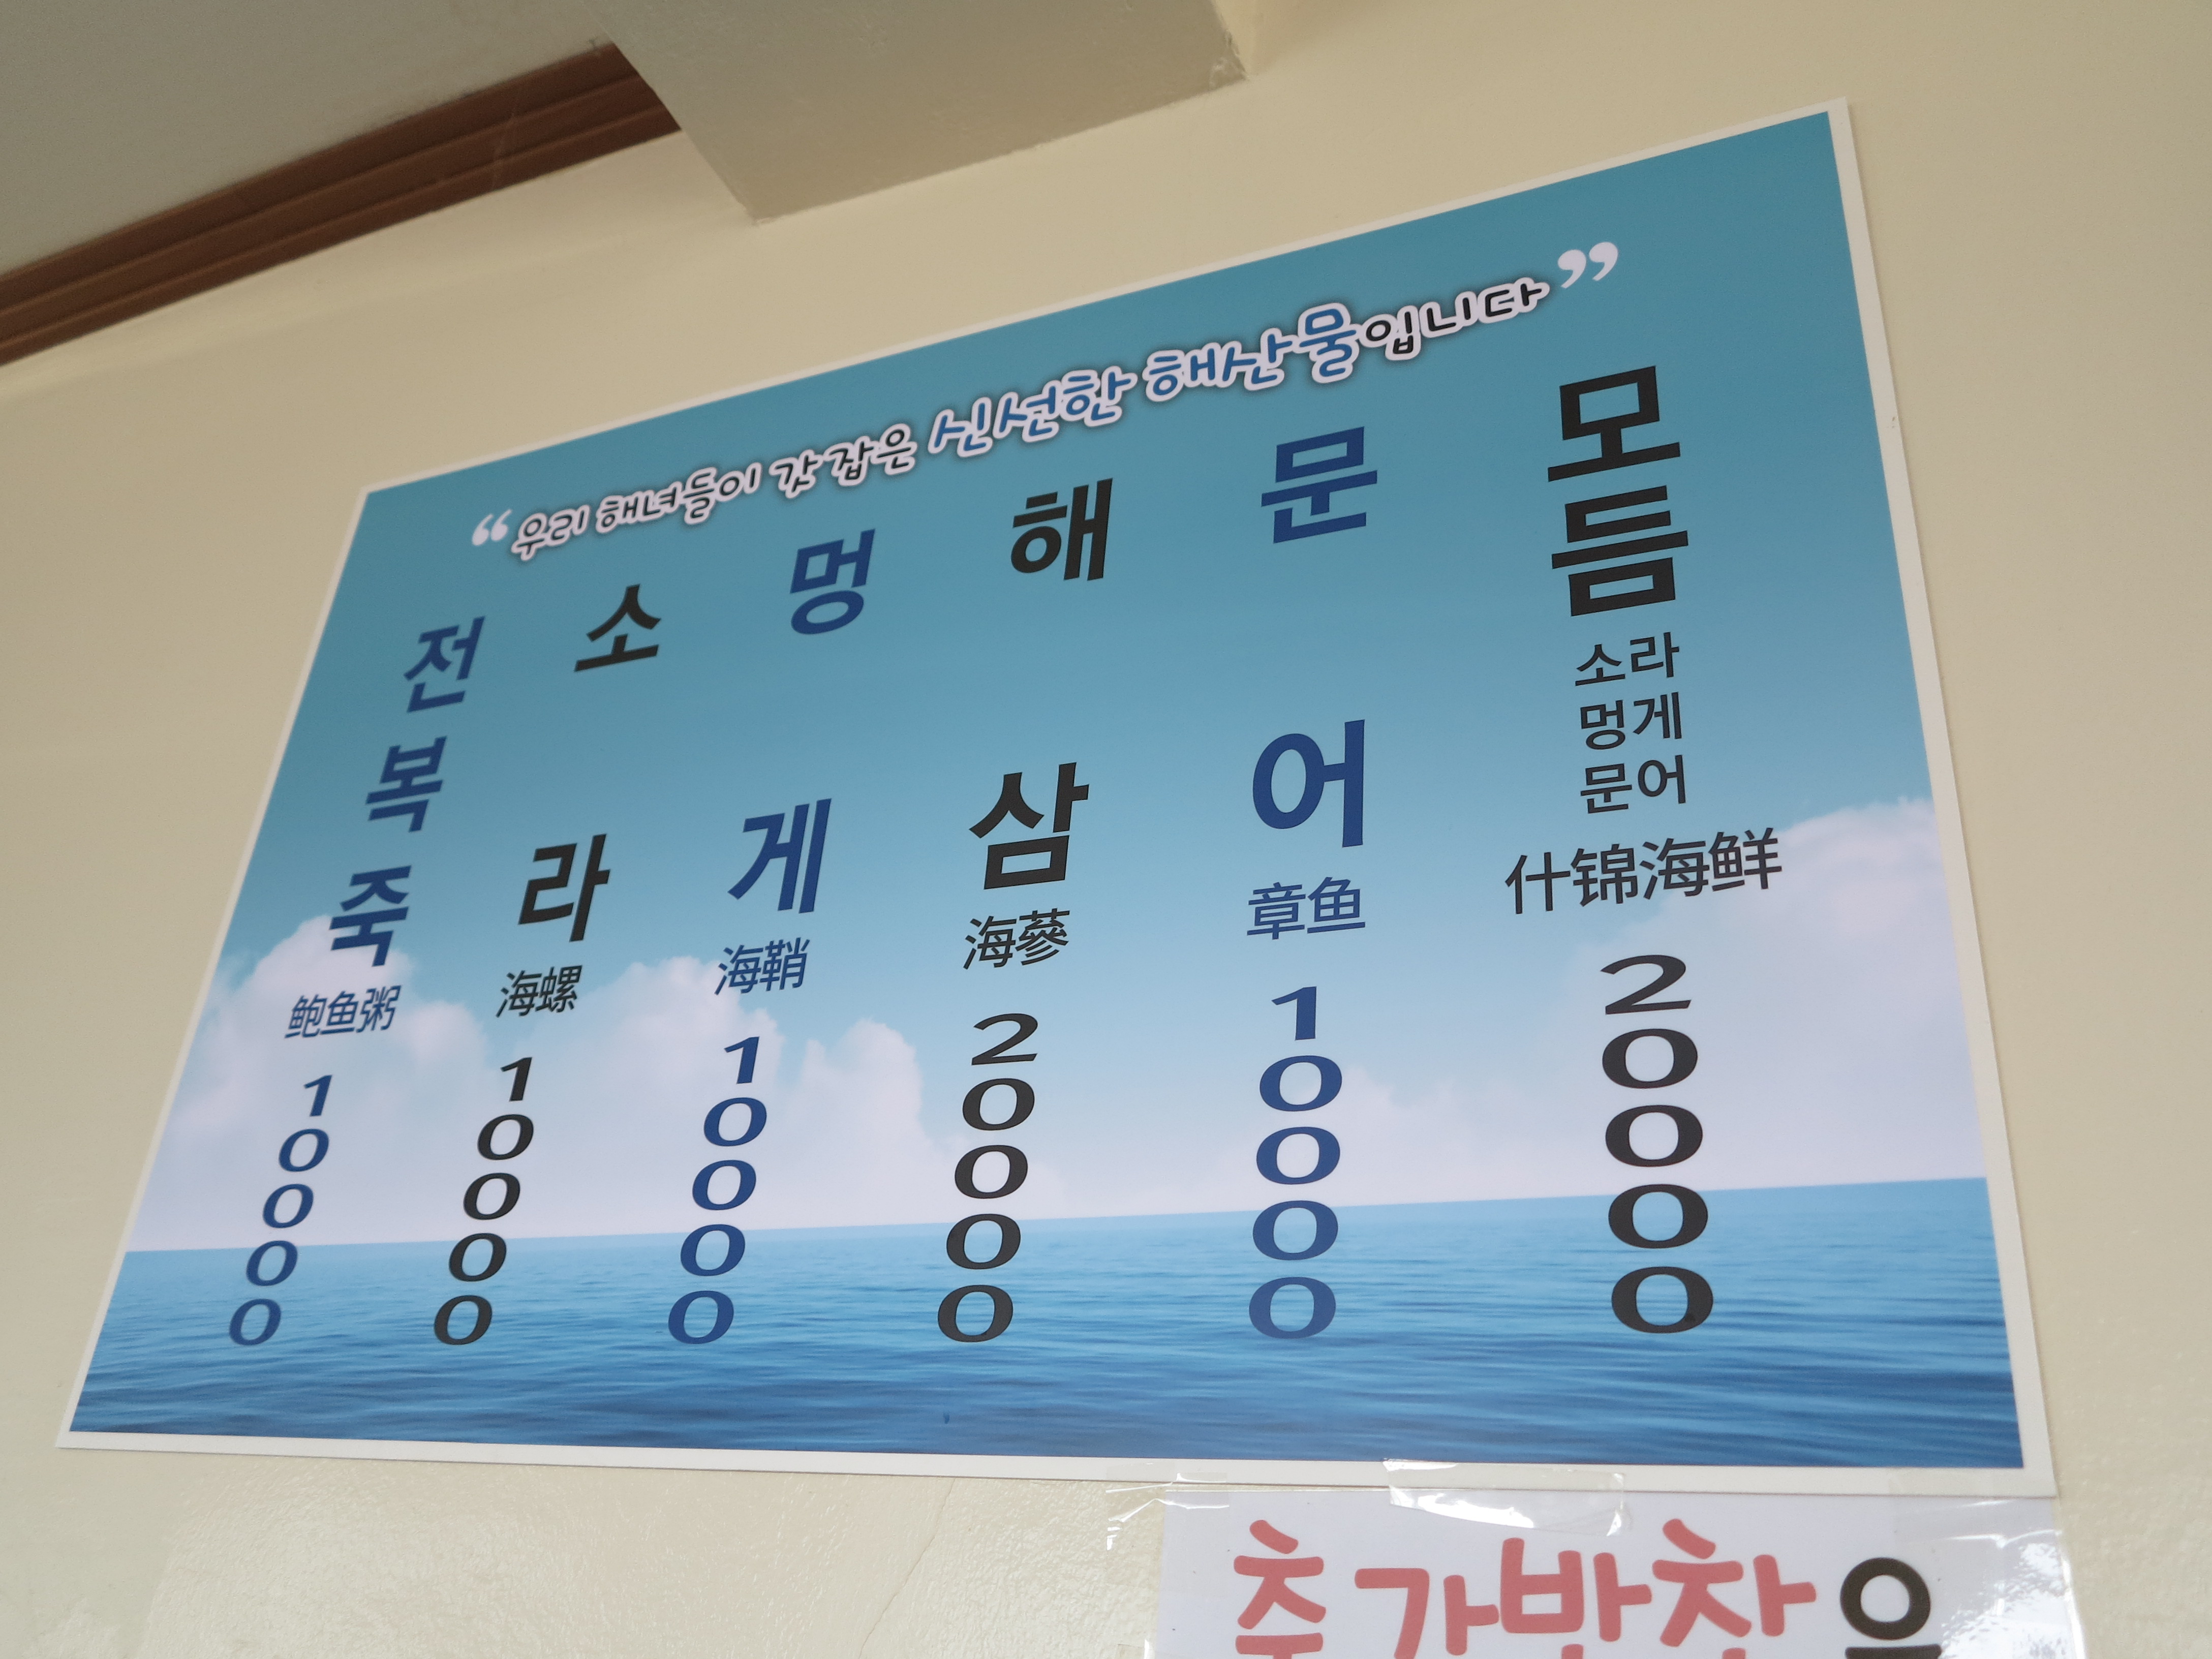 “우리 해녀들이 갓 잡은 신선한 해산물입니다”
전복죽
鲍鱼粥
10000
소라
海螺
10000
멍게
海鞘
10000
해삼
海蔘
20000
문어
章鱼
10000
모듬
소라
멍게
문어
什锦海鲜
20000
추가반찬은